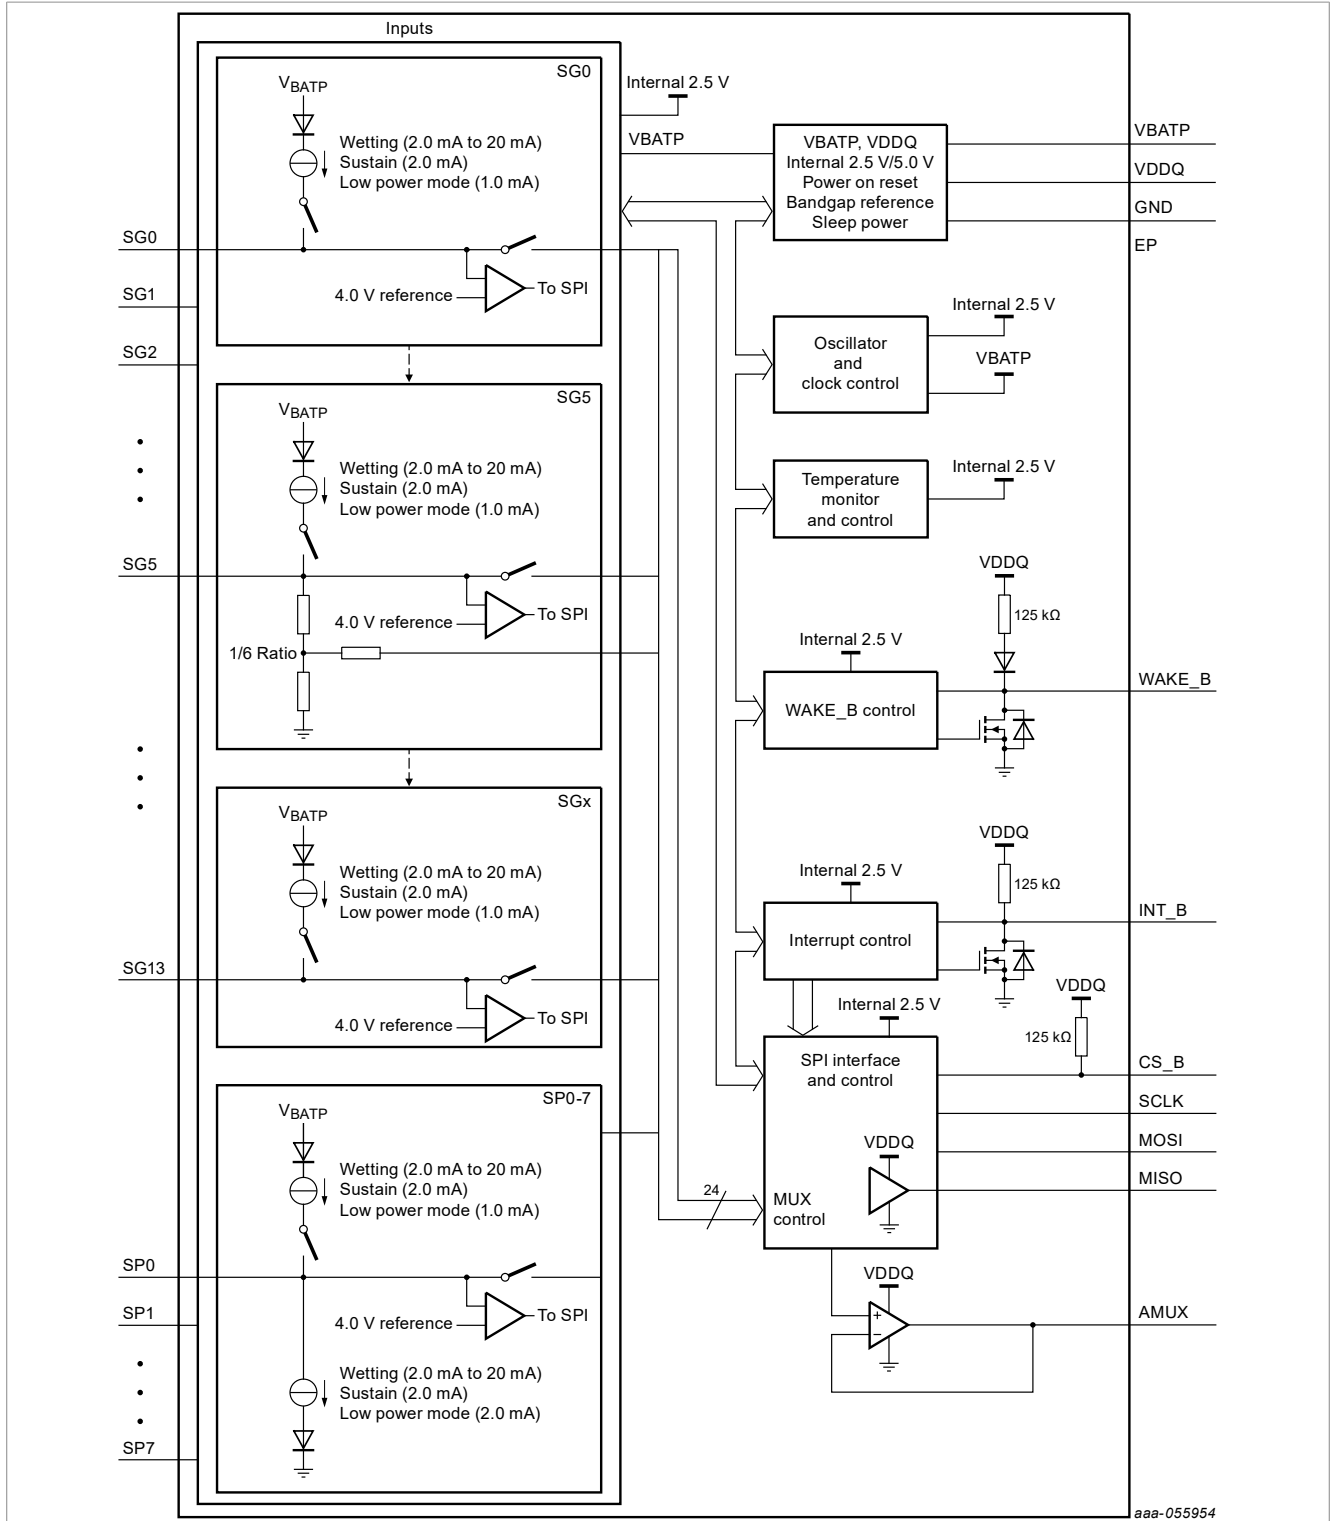 Inputs
SG0
VBATP
Wetting (2.0 mA to 20 mA)
Sustain (2.0 mA)
Low power mode (1.0 mA)
SG0
4.0 V reference
To SPI
SG1
SG2
SG5
VBATP
Wetting (2.0 mA to 20 mA)
Sustain (2.0 mA)
Low power mode (1.0 mA)
SG5
4.0 V reference
To SPI
1/6 Ratio
SGx
VBATP
Wetting (2.0 mA to 20 mA)
Sustain (2.0 mA)
Low power mode (1.0 mA)
SG13
4.0 V reference
To SPI
SP0-7
VBATP
Wetting (2.0 mA to 20 mA)
Sustain (2.0 mA)
Low power mode (1.0 mA)
SP0
SP1
4.0 V reference
To SPI
Wetting (2.0 mA to 20 mA)
Sustain (2.0 mA)
Low power mode (2.0 mA)
SP7
Internal 2.5 V
VBATP
VBATP, VDDQ
Internal 2.5 V/5.0 V
Power on reset
Bandgap reference
Sleep power
VBATP
VDDQ
GND
EP
Oscillator
and
clock control
Internal 2.5 V
VBATP
Temperature
monitor
and control
Internal 2.5 V
VDDQ
125 kΩ
Internal 2.5 V
WAKE_B control
WAKE_B
VDDQ
125 kΩ
Internal 2.5 V
Interrupt control
INT_B
VDDQ
125 kΩ
Internal 2.5 V
SPI interface
and control
CS_B
SCLK
MOSI
MISO
VDDQ
24
MUX
control
VDDQ
+
−
AMUX
aaa-055954